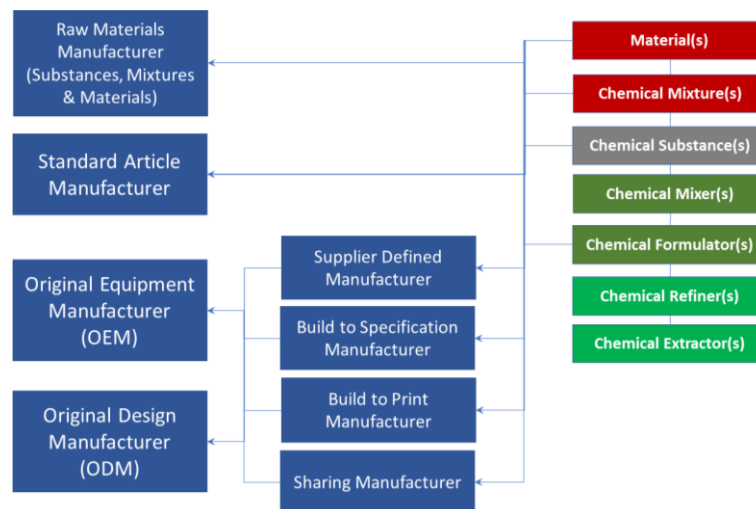 Raw Materials
Manufacturer
(Substances, Mixtures
& Materials)
Standard Article
Manufacturer
Original Equipment
Manufacturer
(OEM)
Original Design
Manufacturer
(ODM)
Supplier Defined
Manufacturer
Build to Specification
Manufacturer
Build to Print
Manufacturer
Sharing Manufacturer
Material(s)
Chemical Mixture(s)
Chemical Substance(s)
Chemical Mixer(s)
Chemical Formulator(s)
Chemical Refiner(s)
Chemical Extractor(s)